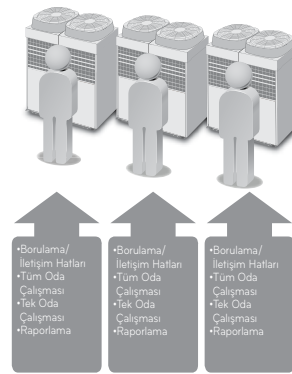 •Borulama/
İletişim Hatları
•Tüm Oda
Çalışması
•Tek Oda
Çalışması
•Raporlama
•Borulama/
İletişim Hatları
•Tüm Oda
Çalışması
•Tek Oda
Çalışması
•Raporlama
•Borulama/
İletişim Hatları
•Tüm Oda
Çalışması
•Tek Oda
Çalışması
•Raporlama